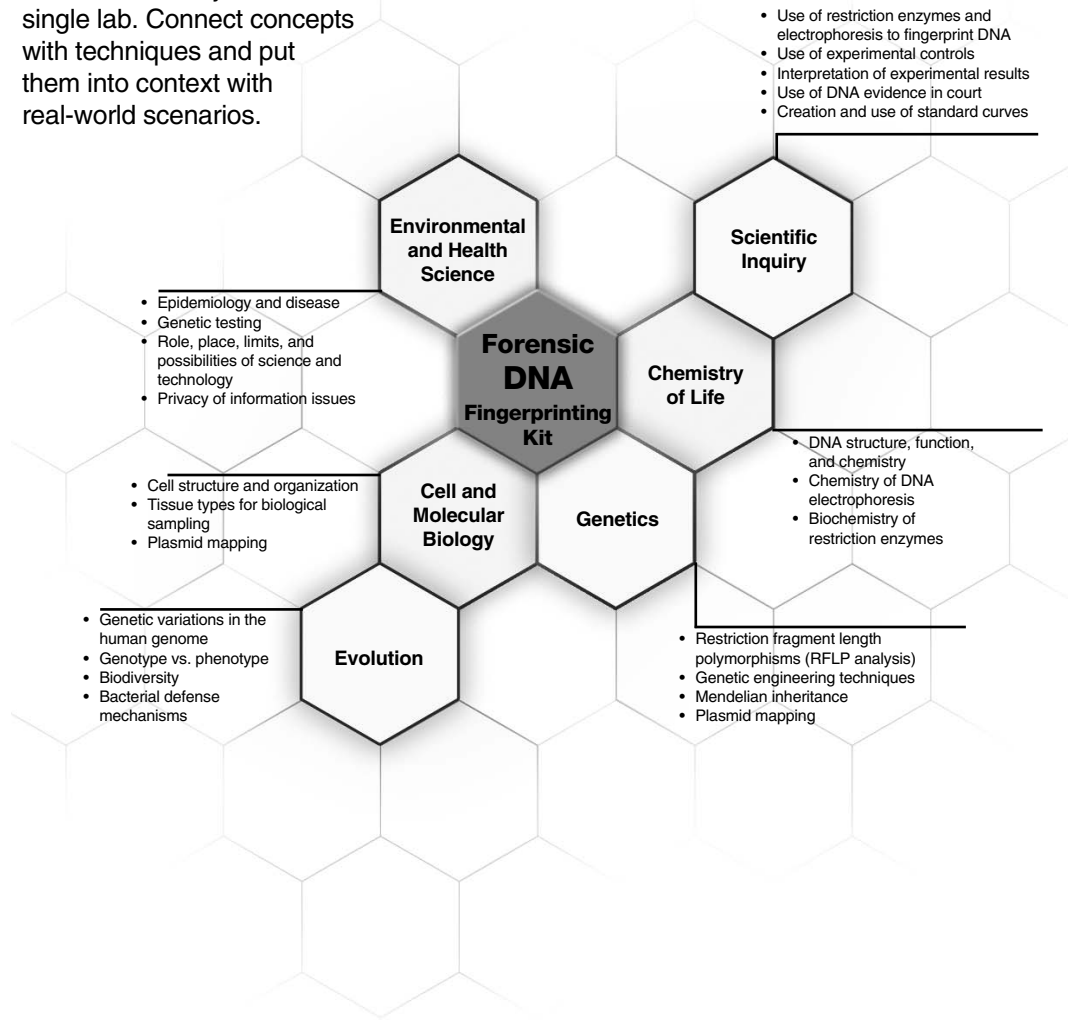 single lab. Connect concepts
with techniques and put
them into context with
real-world scenarios.
• Use of restriction enzymes and
electrophoresis to fingerprint DNA
• Use of experimental controls
• Interpretation of experimental results
• Use of DNA evidence in court
• Creation and use of standard curves
Environmental
and Health
Science
Scientific
Inquiry
• Epidemiology and disease
• Genetic testing
• Role, place, limits, and
possibilities of science and
technology
• Privacy of information issues
Forensic
DNA
Fingerprinting
Kit
Chemistry
of Life
• DNA structure, function,
and chemistry
• Chemistry of DNA
electrophoresis
• Biochemistry of
restriction enzymes
• Cell structure and organization
• Tissue types for biological
sampling
• Plasmid mapping
Cell and
Molecular
Biology
Genetics
• Genetic variations in the
human genome
• Genotype vs. phenotype
• Biodiversity
• Bacterial defense
mechanisms
Evolution
• Restriction fragment length
polymorphisms (RFLP analysis)
• Genetic engineering techniques
• Mendelian inheritance
• Plasmid mapping